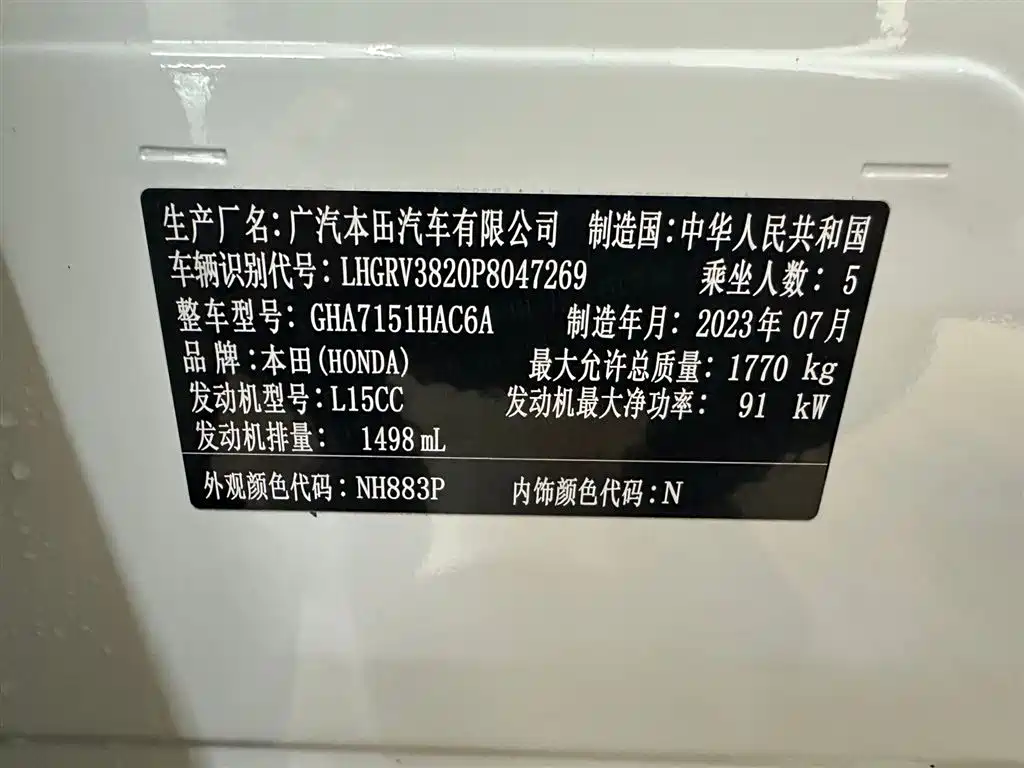 生产厂名：广汽本田汽车有限公司 制造国：中华人民共和国
车辆识别代号：LHGRV3820P8047269 乘坐人数：5
整车型号：GHA7151HAC6A 制造年月：2023年 07月
品牌：本田(HONDA) 最大允许总质量：1770 kg
发动机型号：L15CC 发动机最大净功率：91 kW
发动机排量：1498 mL
外观颜色代码：NH883P 内饰颜色代码：N